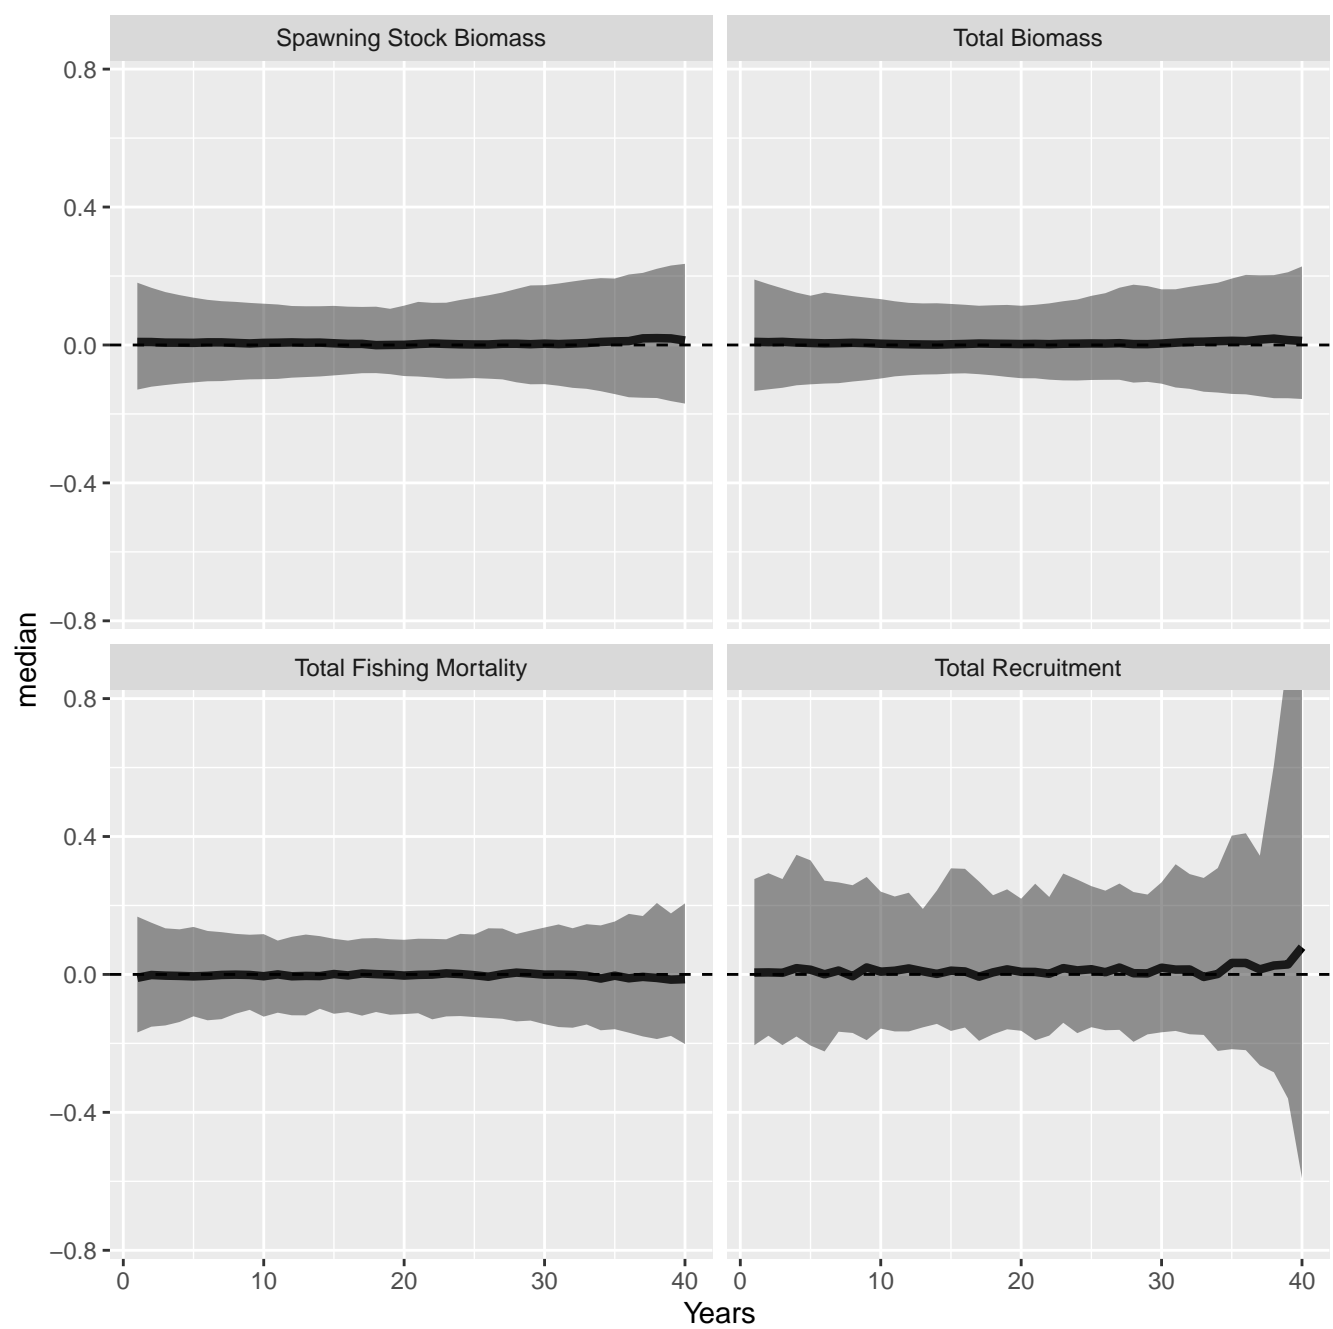 Spawning Stock Biomass
Total Biomass
0.8
0.4
0.0
−0.4
−0.8
median
Total Fishing Mortality
Total Recruitment
0.8
0.4
0.0
−0.4
−0.8
0 10 20 30 40
0 10 20 30 40
Years